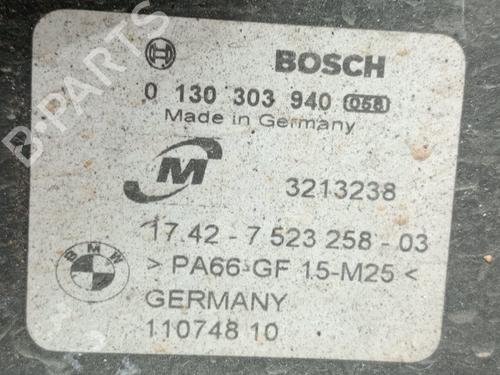 B-PARTS
BOSCH
0 130 303 940 058
Made in Germany
M
3213238
17.42 - 7 523 258 - 03
BMW
> PA66-GF 15-M25 <
GERMANY
110748 10